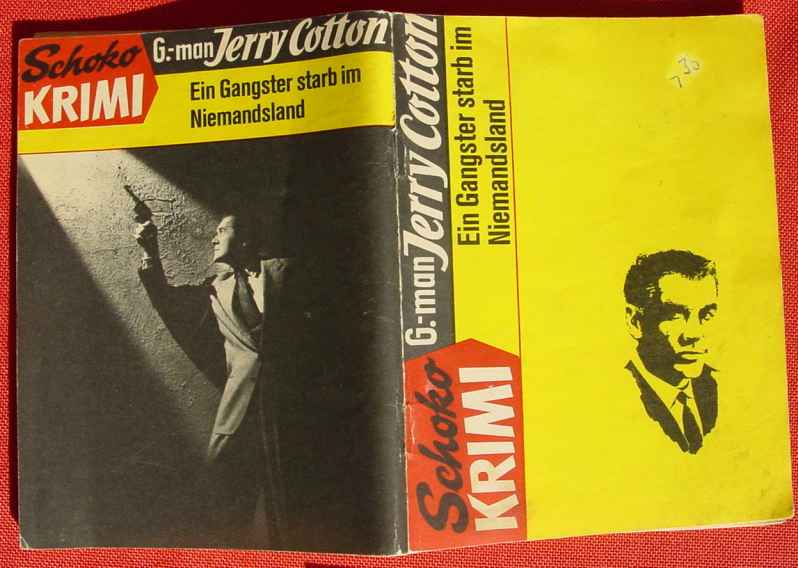 Schoko
KRIMI
G.-man Jerry Cotton
Ein Gangster starb im
Niemandsland
Schoko
KRIMI
G.-man Jerry Cotton
Ein Gangster starb im
Niemandsland